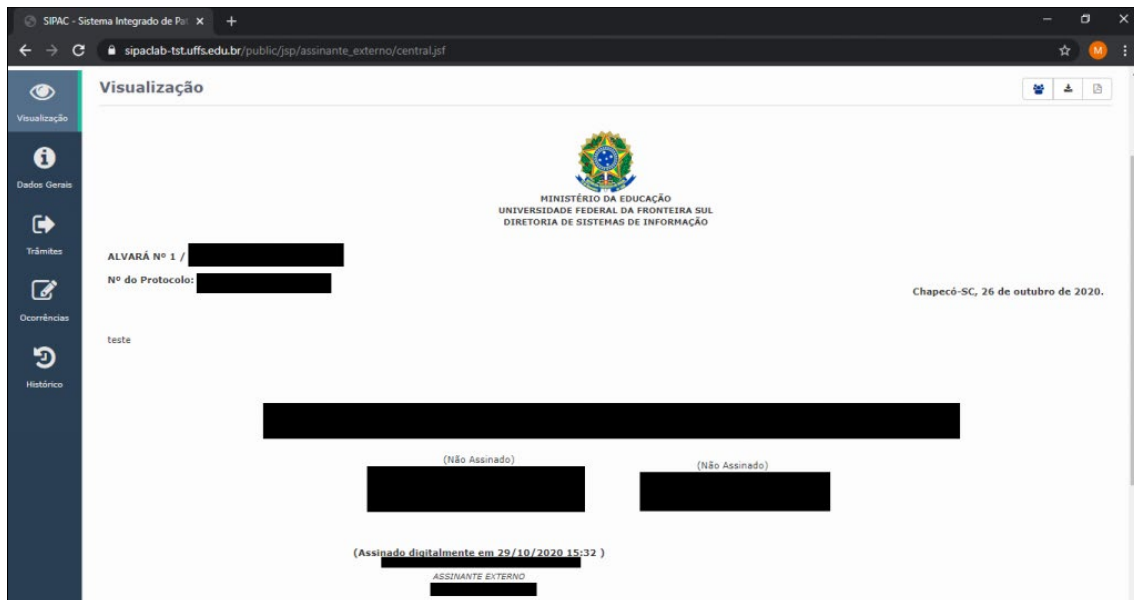 SIPAC - Sistema Integrado de Pat
sipaclab-tst.uffs.edu.br/public/jsp/assinante_externo/central.jsf
M
Visualização
Visualização
Dados Gerais
Trâmites
Ocorrências
Histórico
MINISTÉRIO DA EDUCAÇÃO
UNIVERSIDADE FEDERAL DA FRONTEIRA SUL
DIRETORIA DE SISTEMAS DE INFORMAÇÃO
ALVARÁ Nº 1 /
Nº do Protocolo:
Chapecó-SC, 26 de outubro de 2020.
teste
(Não Assinado)
(Não Assinado)
(Assinado digitalmente em 29/10/2020 15:32 )
ASSINANTE EXTERNO